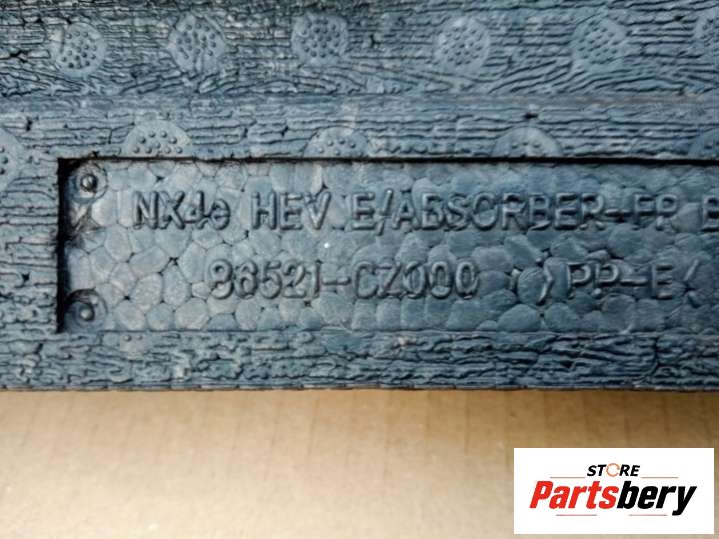 NX4e HEV E/ABSORBER-FR
86521-CZ000 >PP-E<
STORE
Partsbery